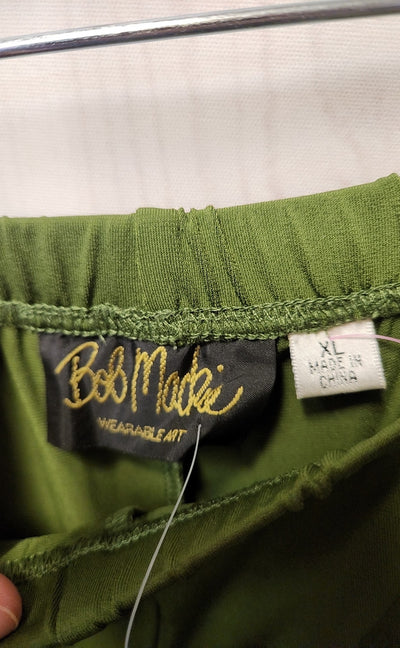 Bob Mackie
WEARABLE ART
XL
MADE IN
CHINA